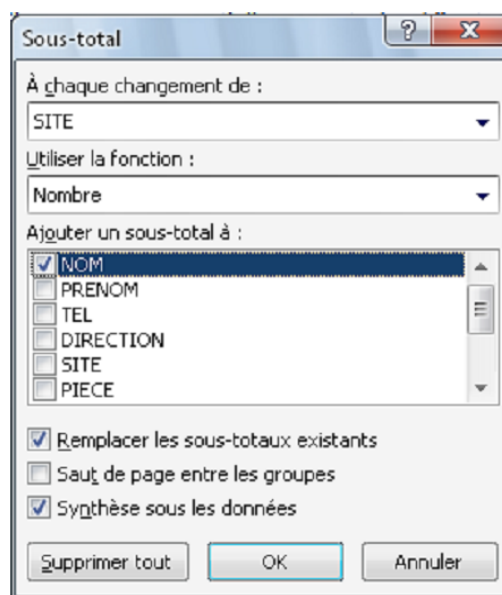 Sous-total
À chaque changement de :
SITE
Utiliser la fonction :
Nombre
Ajouter un sous-total à :
NOM
PRENOM
TEL
DIRECTION
SITE
PIECE
Remplacer les sous-totaux existants
Saut de page entre les groupes
Synthèse sous les données
Supprimer tout OK Annuler